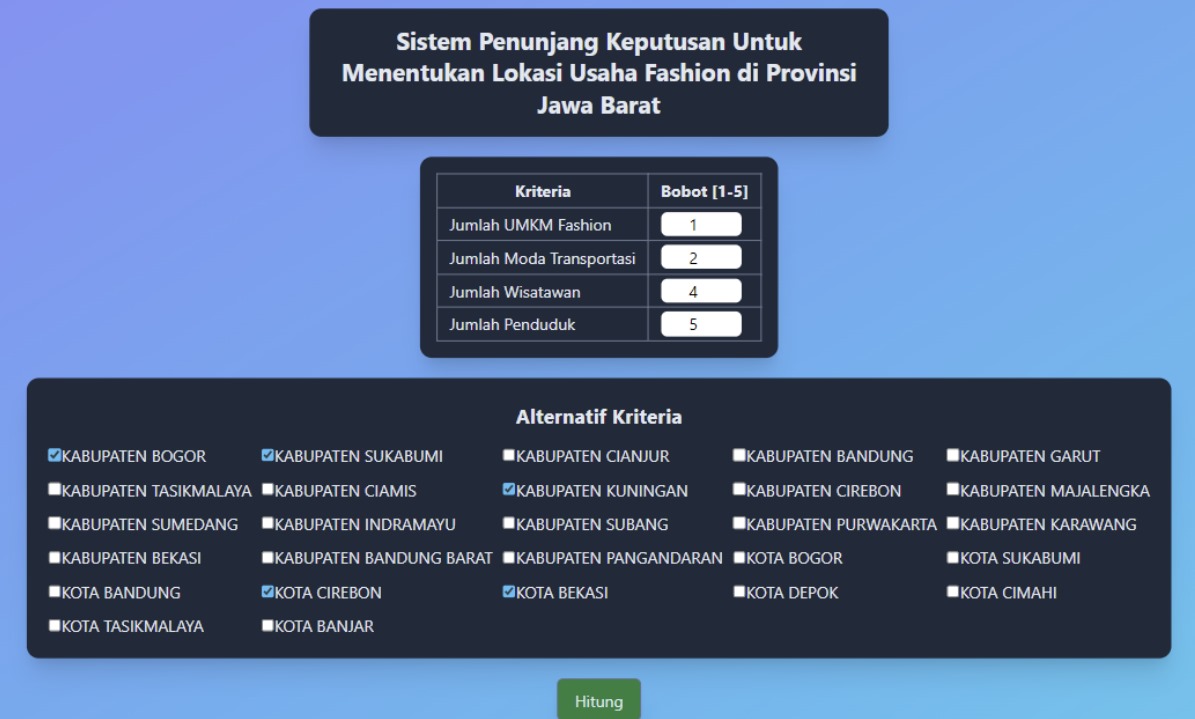 Sistem Penunjang Keputusan Untuk
Menentukan Lokasi Usaha Fashion di Provinsi
Jawa Barat
Kriteria Bobot [1-5]
Jumlah UMKM Fashion 1
Jumlah Moda Transportasi 2
Jumlah Wisatawan 4
Jumlah Penduduk 5
Alternatif Kriteria
KABUPATEN BOGOR KABUPATEN SUKABUMI KABUPATEN CIANJUR KABUPATEN BANDUNG KABUPATEN GARUT
KABUPATEN TASIKMALAYA KABUPATEN CIAMIS KABUPATEN KUNINGAN KABUPATEN CIREBON KABUPATEN MAJALENGKA
KABUPATEN SUMEDANG KABUPATEN INDRAMAYU KABUPATEN SUBANG KABUPATEN PURWAKARTA KABUPATEN KARAWANG
KABUPATEN BEKASI KABUPATEN BANDUNG BARAT KABUPATEN PANGANDARAN KOTA BOGOR KOTA SUKABUMI
KOTA BANDUNG KOTA CIREBON KOTA BEKASI KOTA DEPOK KOTA CIMAHI
KOTA TASIKMALAYA KOTA BANJAR
Hitung